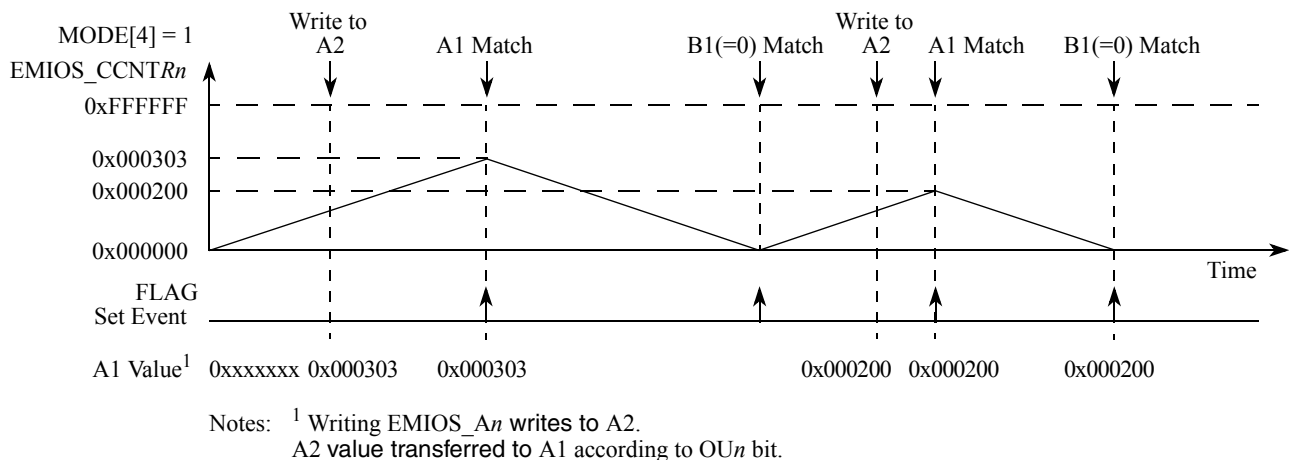 MODE[4] = 1
Write to
A2
A1 Match
B1(=0) Match
Write to
A2
A1 Match
B1(=0) Match
EMIOS_CCNTRn
0xFFFFFF
0x000303
0x000200
0x000000
Time
FLAG
Set Event
A1 Value1 0xxxxxxx 0x000303 0x000303 0x000200 0x000200 0x000200
Notes: 1 Writing EMIOS_An writes to A2.
A2 value transferred to A1 according to OUn bit.